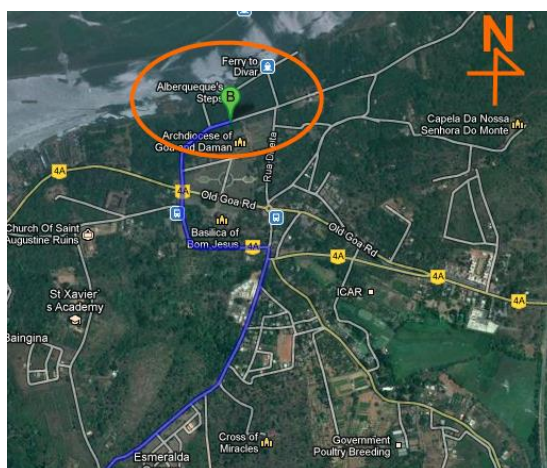 N
Ferry to
Divar
Alberqueque's
Steps
B
Archdiocese of
Goa and Daman
Capela Da Nossa
Senhora Do Monte
Rua Direita
4A
4A
Old Goa Rd
Church Of Saint
Augustine Ruins
Basilica of
Bom Jesus
4A
Old Goa Rd
4A
4A
4A
St Xavier`
s Academy
ICAR
Baingina
Cross of
Miracles
Government
Poultry Breeding
Esmeralda